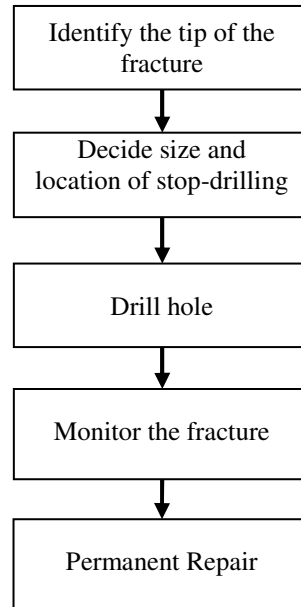 Identify the tip of the
fracture
Decide size and
location of stop-drilling
Drill hole
Monitor the fracture
Permanent Repair